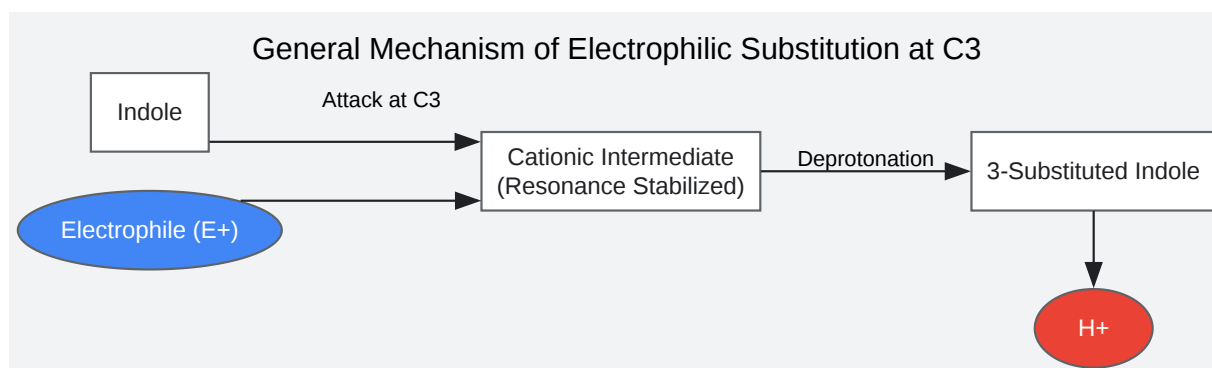 General Mechanism of Electrophilic Substitution at C3
Indole
Attack at C3
Electrophile (E+)
Cationic Intermediate
(Resonance Stabilized)
Deprotonation
3-Substituted Indole
H+